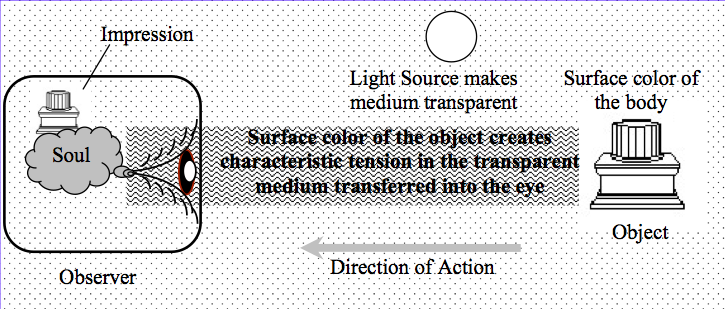 Impression
Light Source makes
medium transparent
Surface color of
the body
Surface color of the object creates
characteristic tension in the transparent
medium transferred into the eye
Soul
Object
Direction of Action
Observer